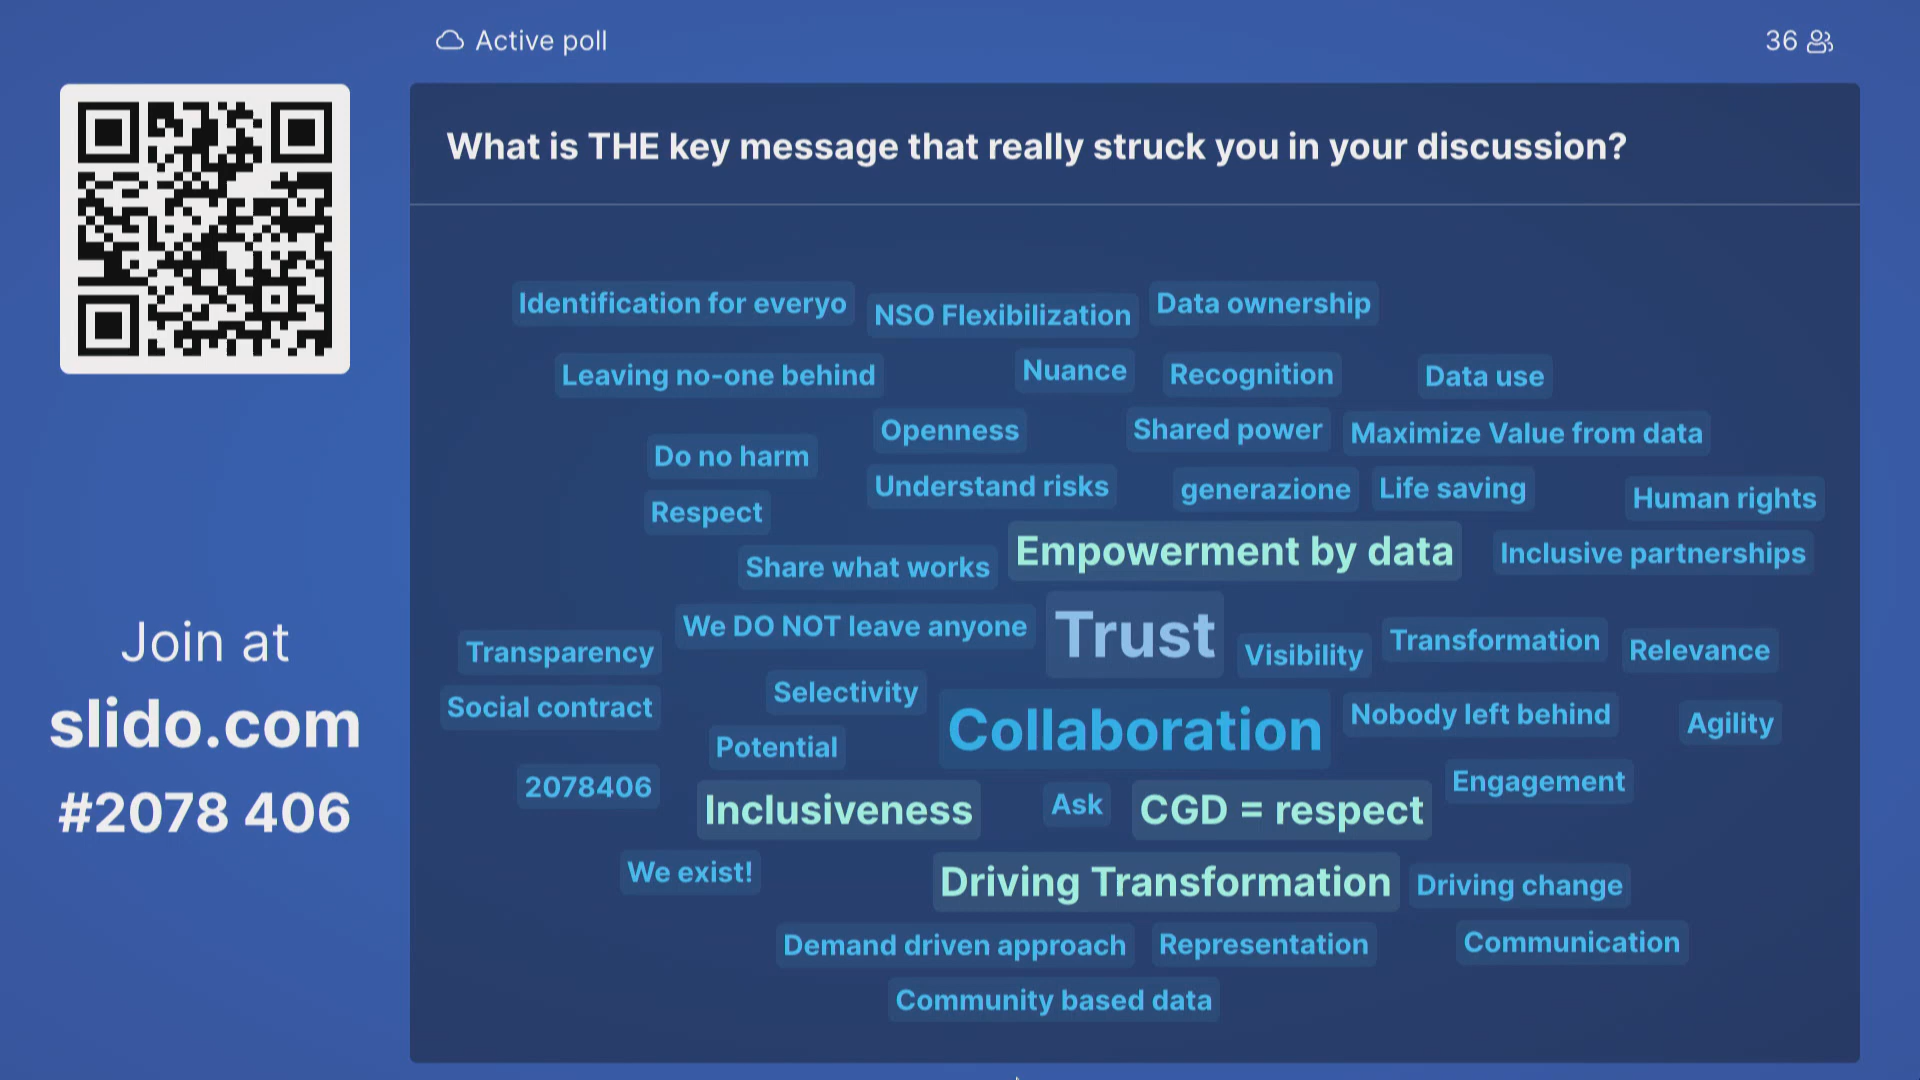 Active poll
36
What is THE key message that really struck you in your discussion?
Identification for everyo
NSO Flexibilization
Data ownership
Leaving no-one behind
Nuance
Recognition
Data use
Openness
Shared power
Maximize Value from data
Do no harm
Understand risks
generazione
Life saving
Human rights
Respect
Empowerment by data
Inclusive partnerships
Share what works
We DO NOT leave anyone
Trust
Transparency
Visibility
Transformation
Relevance
Social contract
Selectivity
Collaboration
Nobody left behind
Agility
Potential
2078406
Inclusiveness
Ask
CGD = respect
Engagement
We exist!
Driving Transformation
Driving change
Demand driven approach
Representation
Communication
Community based data
Join at
slido.com
#2078 406